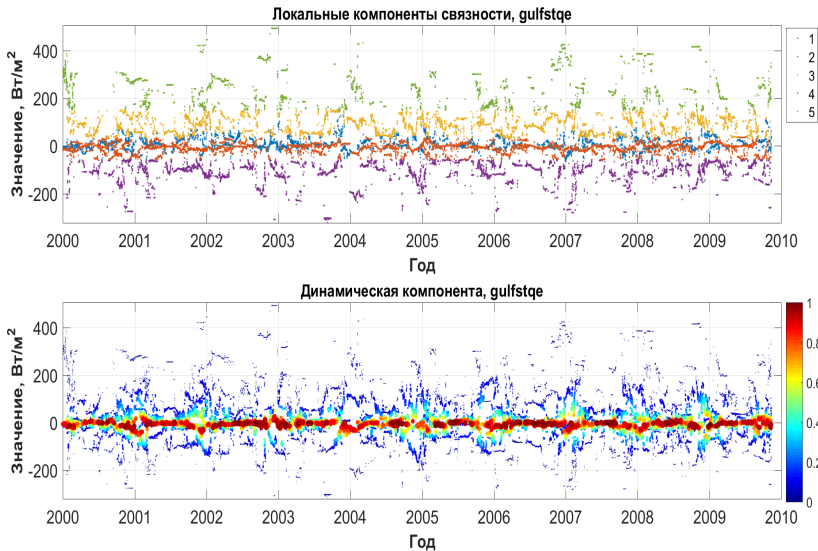 Локальные компоненты связности, gulfstqe
Значение, Вт/м²
400
200
0
-200
2000 2001 2002 2003 2004 2005 2006 2007 2008 2009 2010
Год
1
2
3
4
5
Динамическая компонента, gulfstqe
Значение, Вт/м²
400
200
0
-200
2000 2001 2002 2003 2004 2005 2006 2007 2008 2009 2010
Год
1
0.8
0.6
0.4
0.2
0